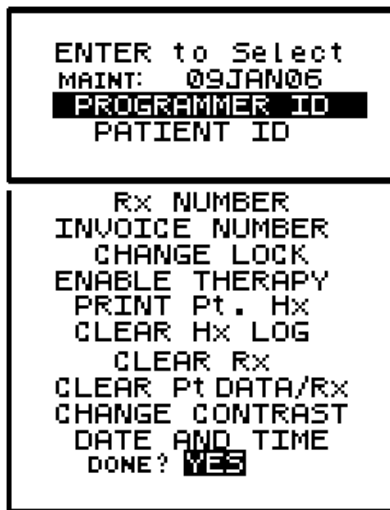 ENTER to Select
MAINT: 09JAN06
PROGRAMMER ID
PATIENT ID
Rx NUMBER
INVOICE NUMBER
CHANGE LOCK
ENABLE THERAPY
PRINT Pt. Hx
CLEAR Hx LOG
CLEAR Rx
CLEAR Pt DATA/Rx
CHANGE CONTRAST
DATE AND TIME
DONE? YES